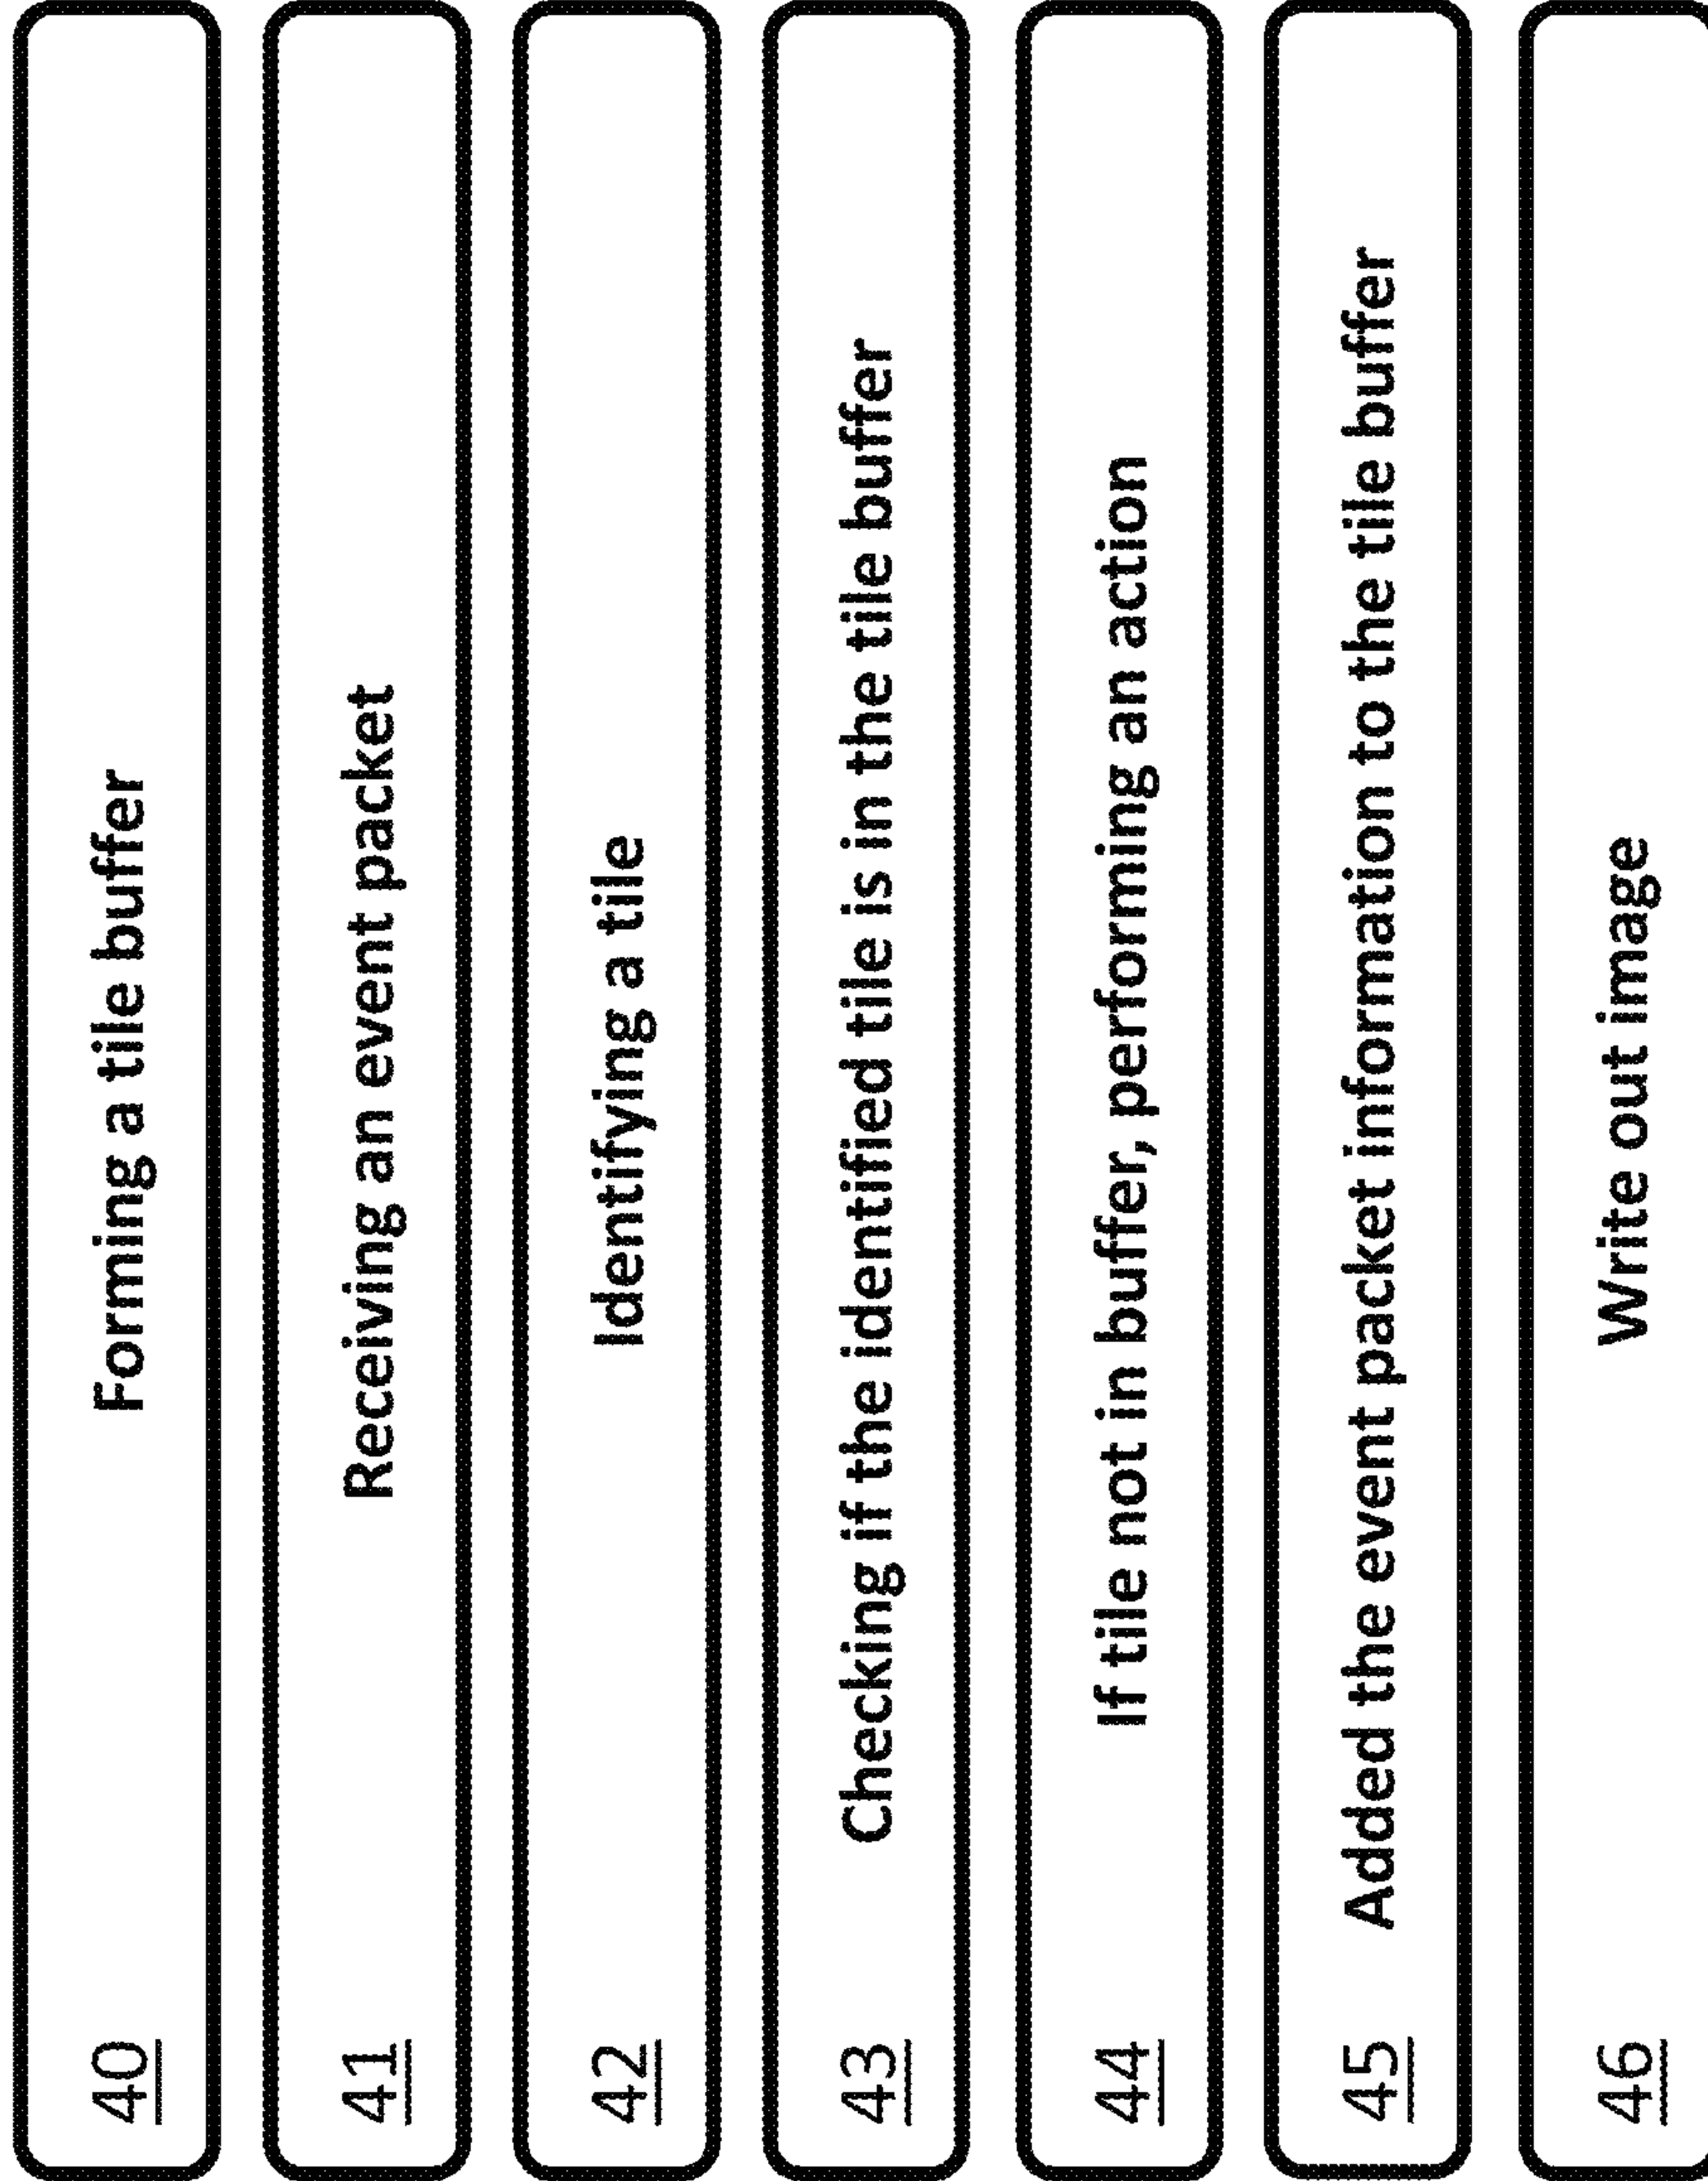 40 Forming a tile buffer
41 Receiving an event packet
42 Identifying a tile
43 Checking if the identified tile is in the tile buffer
44 If tile not in buffer, performing an action
45 Added the event packet information to the tile buffer
46 Write out image